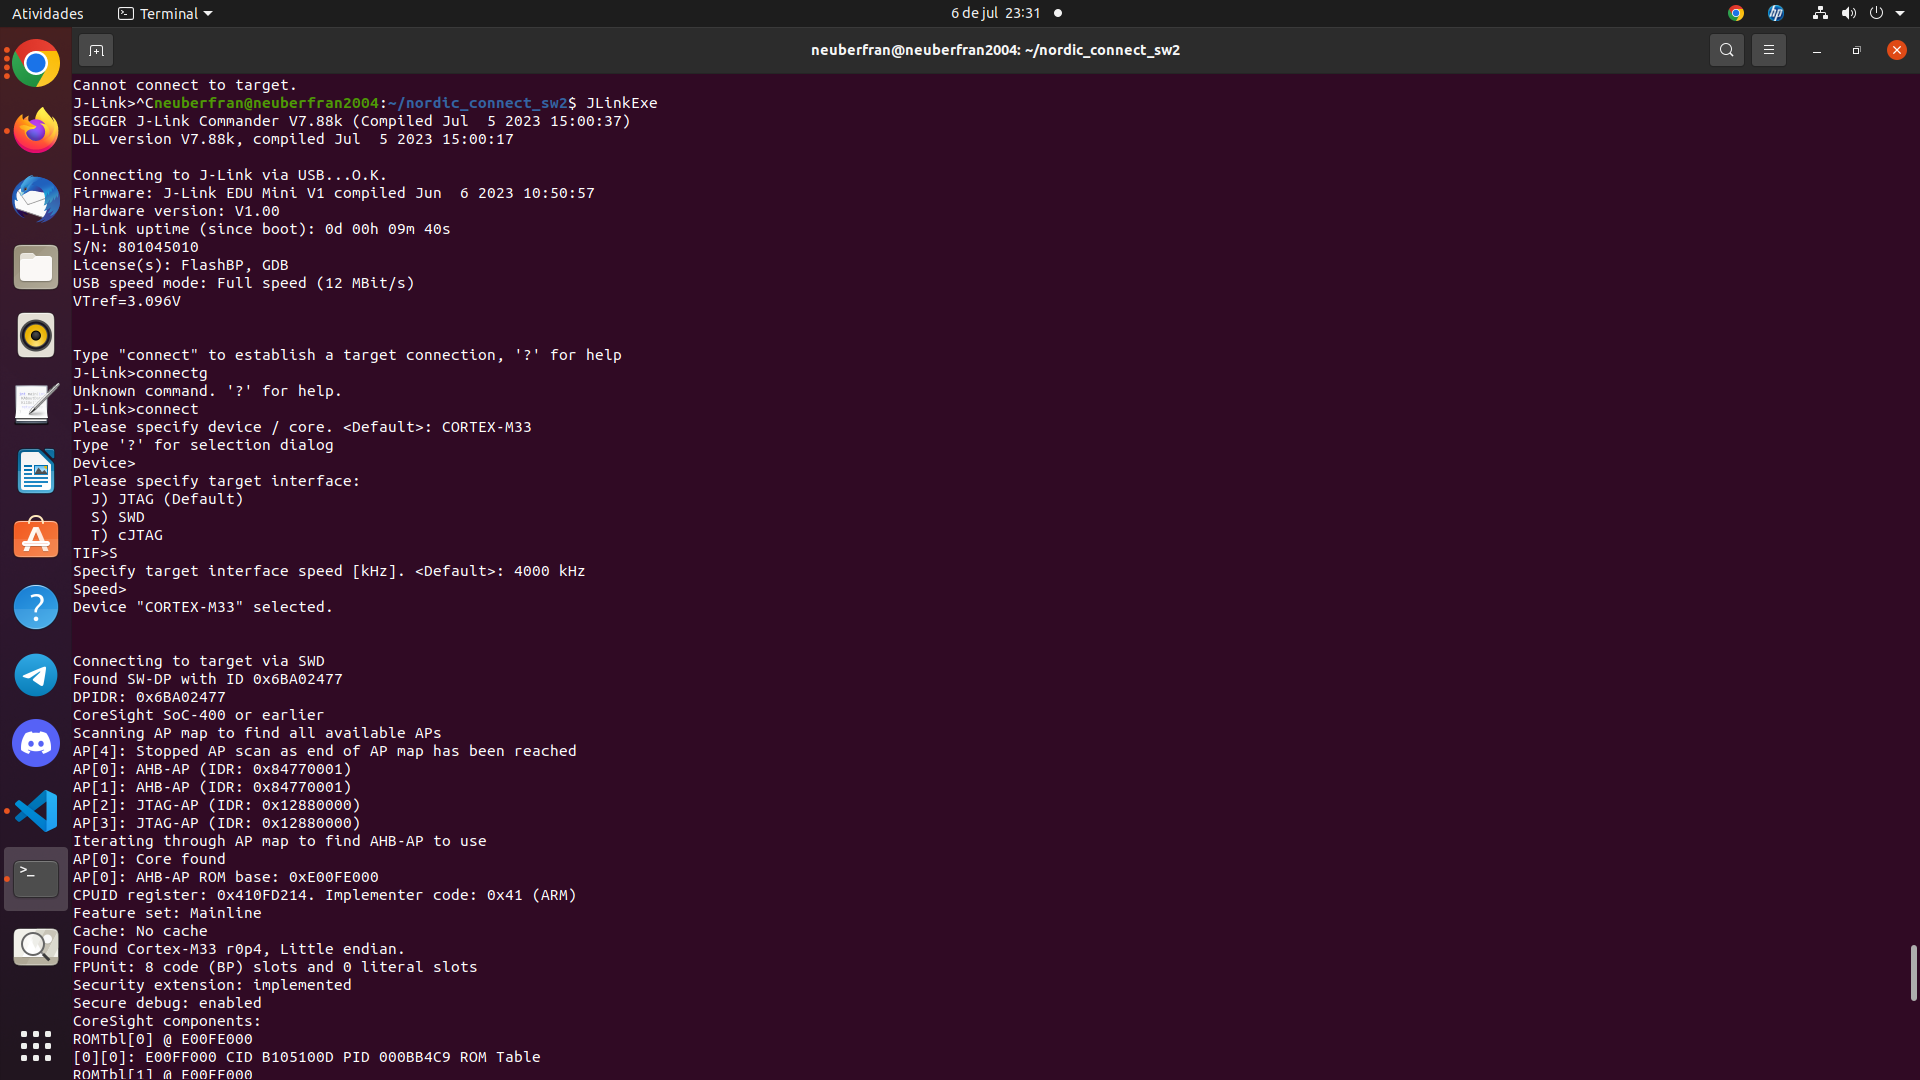 Atividades
Terminal
6 de jul 23:31
neuberfran@neuberfran2004: ~/nordic_connect_sw2
Cannot connect to target.
J-Link>^Cneuberfran@neuberfran2004:~/nordic_connect_sw2$ JLinkExe
SEGGER J-Link Commander V7.88k (Compiled Jul  5 2023 15:00:37)
DLL version V7.88k, compiled Jul  5 2023 15:00:17
Connecting to J-Link via USB...O.K.
Firmware: J-Link EDU Mini V1 compiled Jun  6 2023 10:50:57
Hardware version: V1.00
J-Link uptime (since boot): 0d 00h 09m 40s
S/N: 801045010
License(s): FlashBP, GDB
USB speed mode: Full speed (12 MBit/s)
VTref=3.096V
Type "connect" to establish a target connection, '?' for help
J-Link>connectg
Unknown command. '?' for help.
J-Link>connect
Please specify device / core. <Default>: CORTEX-M33
Type '?' for selection dialog
Device>
Please specify target interface:
  J) JTAG (Default)
  S) SWD
  T) cJTAG
TIF>S
Specify target interface speed [kHz]. <Default>: 4000 kHz
Speed>
Device "CORTEX-M33" selected.
Connecting to target via SWD
Found SW-DP with ID 0x6BA02477
DPIDR: 0x6BA02477
CoreSight SoC-400 or earlier
Scanning AP map to find all available APs
AP[4]: Stopped AP scan as end of AP map has been reached
AP[0]: AHB-AP (IDR: 0x84770001)
AP[1]: AHB-AP (IDR: 0x84770001)
AP[2]: JTAG-AP (IDR: 0x12880000)
AP[3]: JTAG-AP (IDR: 0x12880000)
Iterating through AP map to find AHB-AP to use
AP[0]: Core found
AP[0]: AHB-AP ROM base: 0xE00FE000
CPUID register: 0x410FD214. Implementer code: 0x41 (ARM)
Feature set: Mainline
Cache: No cache
Found Cortex-M33 r0p4, Little endian.
FPUnit: 8 code (BP) slots and 0 literal slots
Security extension: implemented
Secure debug: enabled
CoreSight components:
ROMTbl[0] @ E00FE000
[0][0]: E00FF000 CID B105100D PID 000BB4C9 ROM Table
ROMTbl[1] @ E00FF000